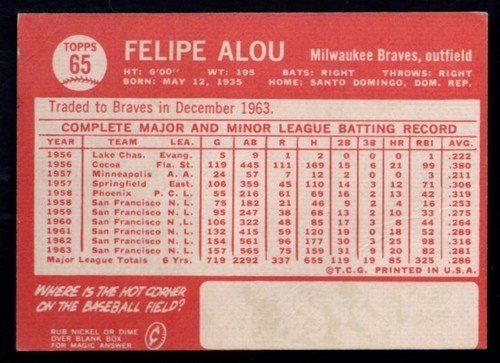 TOPPS
65
FELIPE ALOU Milwaukee Braves, outfield
HT: 6'00" WT: 195 BATS: RIGHT THROWS: RIGHT
BORN: MAY 12, 1935 HOME: SANTO DOMINGO, DOM. REP.
Traded to Braves in December 1963.
COMPLETE MAJOR AND MINOR LEAGUE BATTING RECORD
YEAR TEAM LEA. G AB R H 2B 3B HR RBI AVG.
1956 Lake Chas. Evang. 5 9 1 2 0 0 0 1 .222
1956 Cocoa Fla. St. 119 445 111 169 15 6 21 99 .380
1957 Minneapolis A.A. 24 57 7 12 2 0 0 3 .211
1957 Springfield East. 106 359 45 110 14 3 12 71 .306
1958 Phoenix P.C.L. 55 216 61 69 16 2 13 42 .319
1958 San Francisco N.L. 75 182 21 46 9 2 4 16 .253
1959 San Francisco N.L. 95 247 38 68 13 2 10 33 .275
1960 San Francisco N.L. 106 322 48 85 17 3 8 44 .264
1961 San Francisco N.L. 132 415 59 120 19 0 18 52 .289
1962 San Francisco N.L. 154 561 96 177 30 3 25 98 .316
1963 San Francisco N.L. 157 565 75 159 31 9 20 82 .281
Major League Totals 6 Yrs. 719 2292 337 655 119 19 85 325 .286
©T.C.G. PRINTED IN U.S.A.
WHERE IS THE HOT CORNER
ON THE BASEBALL FIELD?
RUB NICKEL OR DIME
OVER BLANK BOX
FOR MAGIC ANSWER